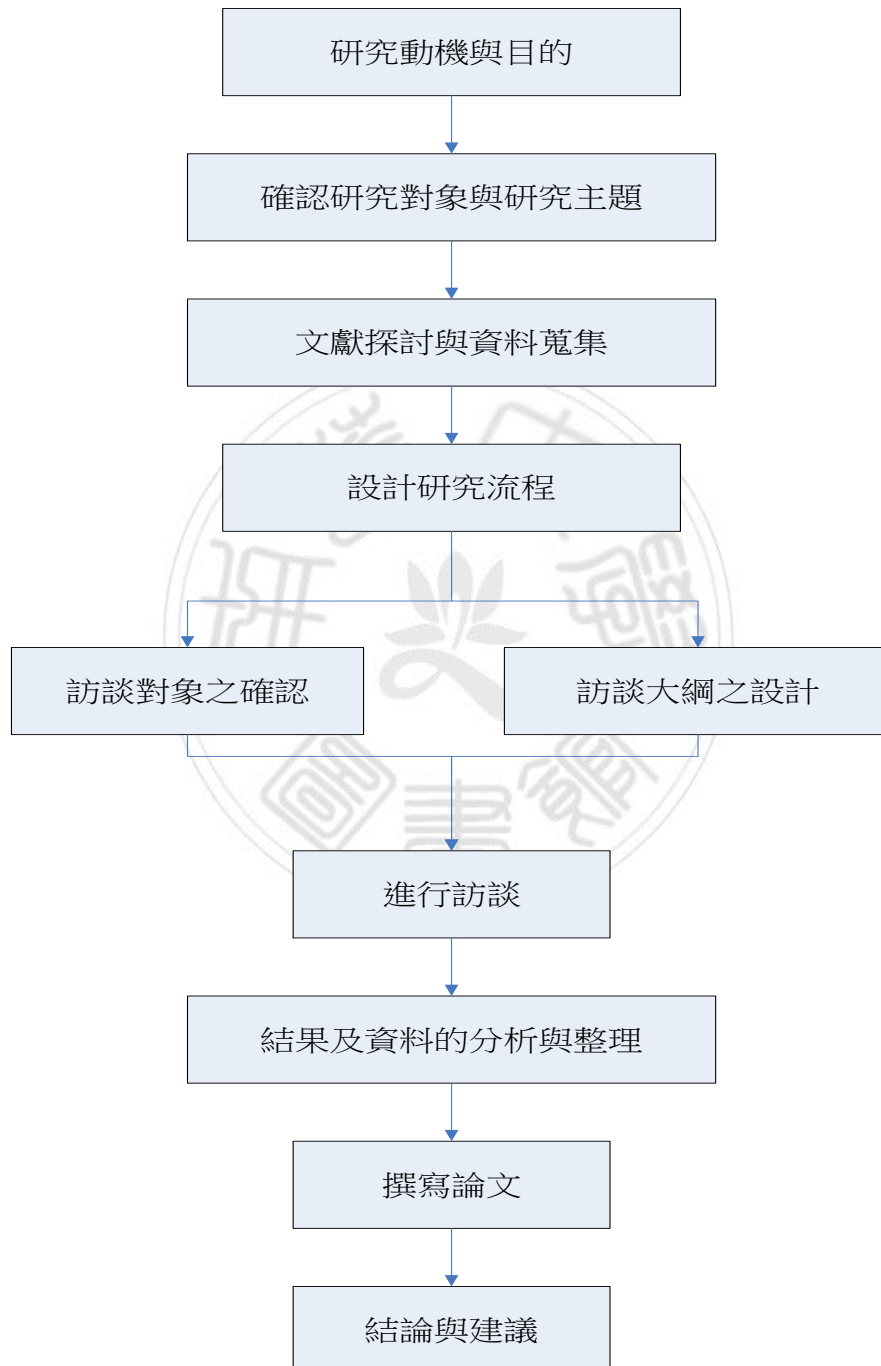 研究動機與目的
確認研究對象與研究主題
文獻探討與資料蒐集
設計研究流程
訪談對象之確認
訪談大綱之設計
進行訪談
結果及資料的分析與整理
撰寫論文
結論與建議